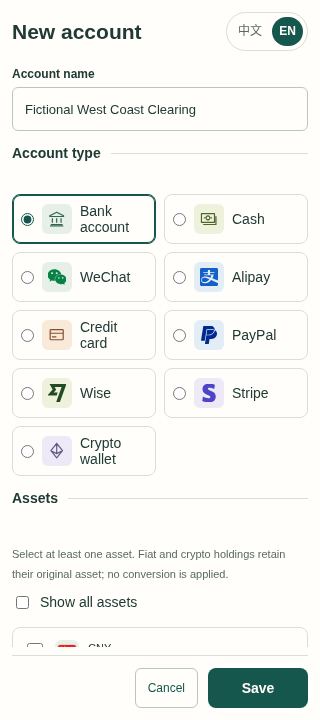 New account
中文 EN
Account name
Fictional West Coast Clearing
Account type
Bank
account
Cash
WeChat
Alipay
Credit
card
PayPal
Wise
Stripe
Crypto
wallet
Assets
Select at least one asset. Fiat and crypto holdings retain
their original asset; no conversion is applied.
Show all assets
Cancel
Save